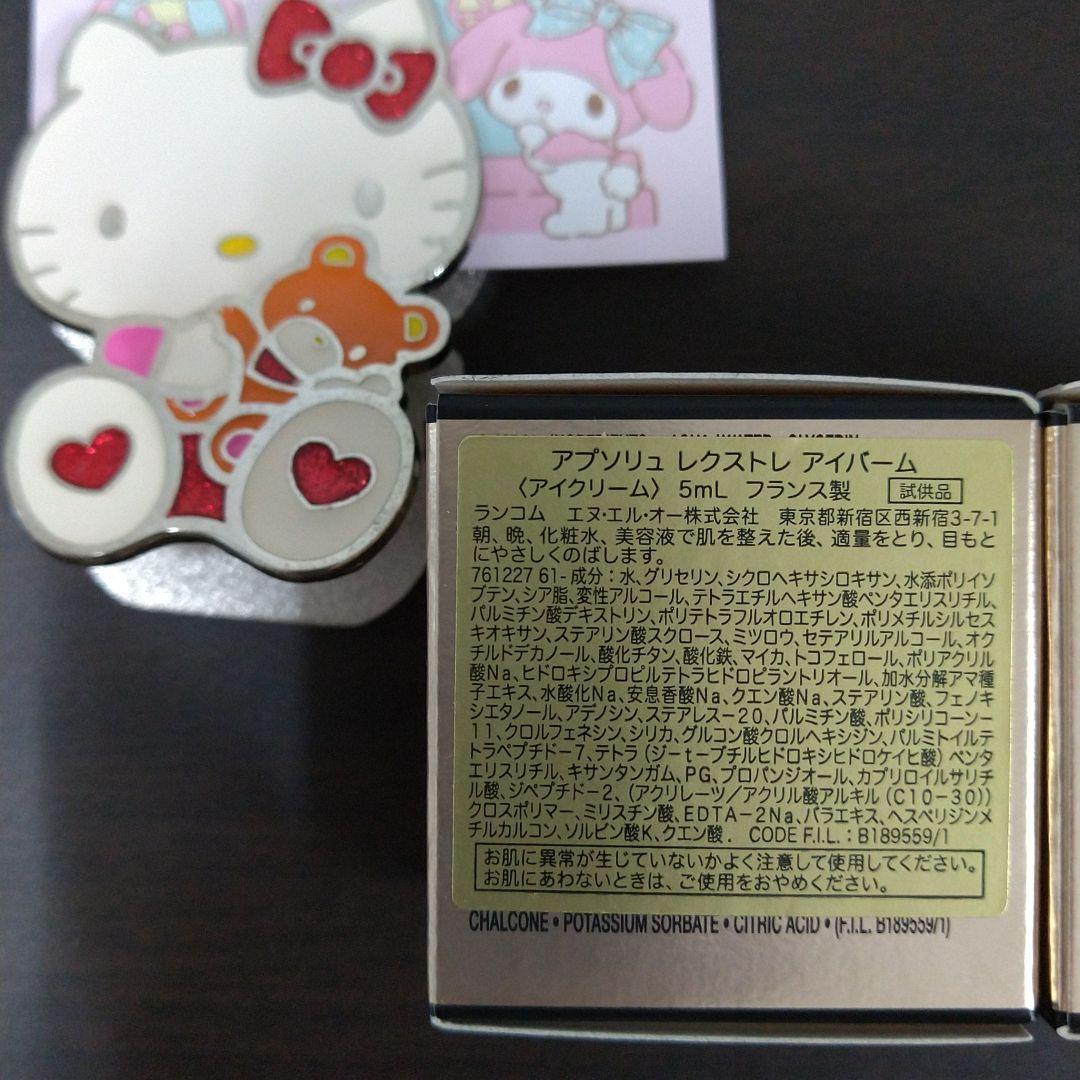 アプソリュ レクストレ アイバーム
〈アイクリーム〉 5mL フランス製 試供品
ランコム エヌ・エル・オー株式会社 東京都新宿区西新宿3-7-1
朝、晩、化粧水、美容液で肌を整えた後、適量をとり、目もと
にやさしくのばします。
761227 61- 成分：水、グリセリン、シクロヘキサシロキサン、水添ポリイソ
ブテン、シア脂、変性アルコール、テトラエチルヘキサン酸ペンタエリスリチル、
パルミチン酸デキストリン、ポリテトラフルオロエチレン、ポリメチルシルセス
キオキサン、ステアリン酸スクロース、ミツロウ、セテアリルアルコール、オク
チルドデカノール、酸化チタン、酸化鉄、マイカ、トコフェロール、ポリアクリル
酸Na、ヒドロキシプロピルテトラヒドロピラントリオール、加水分解アマ種
子エキス、水酸化Na、安息香酸Na、クエン酸Na、ステアリン酸、フェノキ
シエタノール、アデノシン、ステアレス－20、パルミチン酸、ポリシリコーン－
11、クロルフェネシン、シリカ、グルコン酸クロルヘキシジン、パルミトイルテ
トラペプチド－7、テトラ（ジ－t－ブチルヒドロキシヒドロケイヒ酸）ペンタ
エリスリチル、キサンタンガム、PG、プロパンジオール、カプリロイルサリチ
ル酸、ジペプチド－2、（アクリレーツ／アクリル酸アルキル（C10－30））
クロスポリマー、ミリスチン酸、EDTA－2Na、バラエキス、ヘスペリジンメ
チルカルコン、ソルビン酸K、クエン酸． CODE F.I.L.：B189559/1
お肌に異常が生じていないかよく注意して使用してください。
お肌にあわないときは、ご使用をおやめください。
CHALCONE • POTASSIUM SORBATE • CITRIC ACID • (F.I.L. B189559/1)